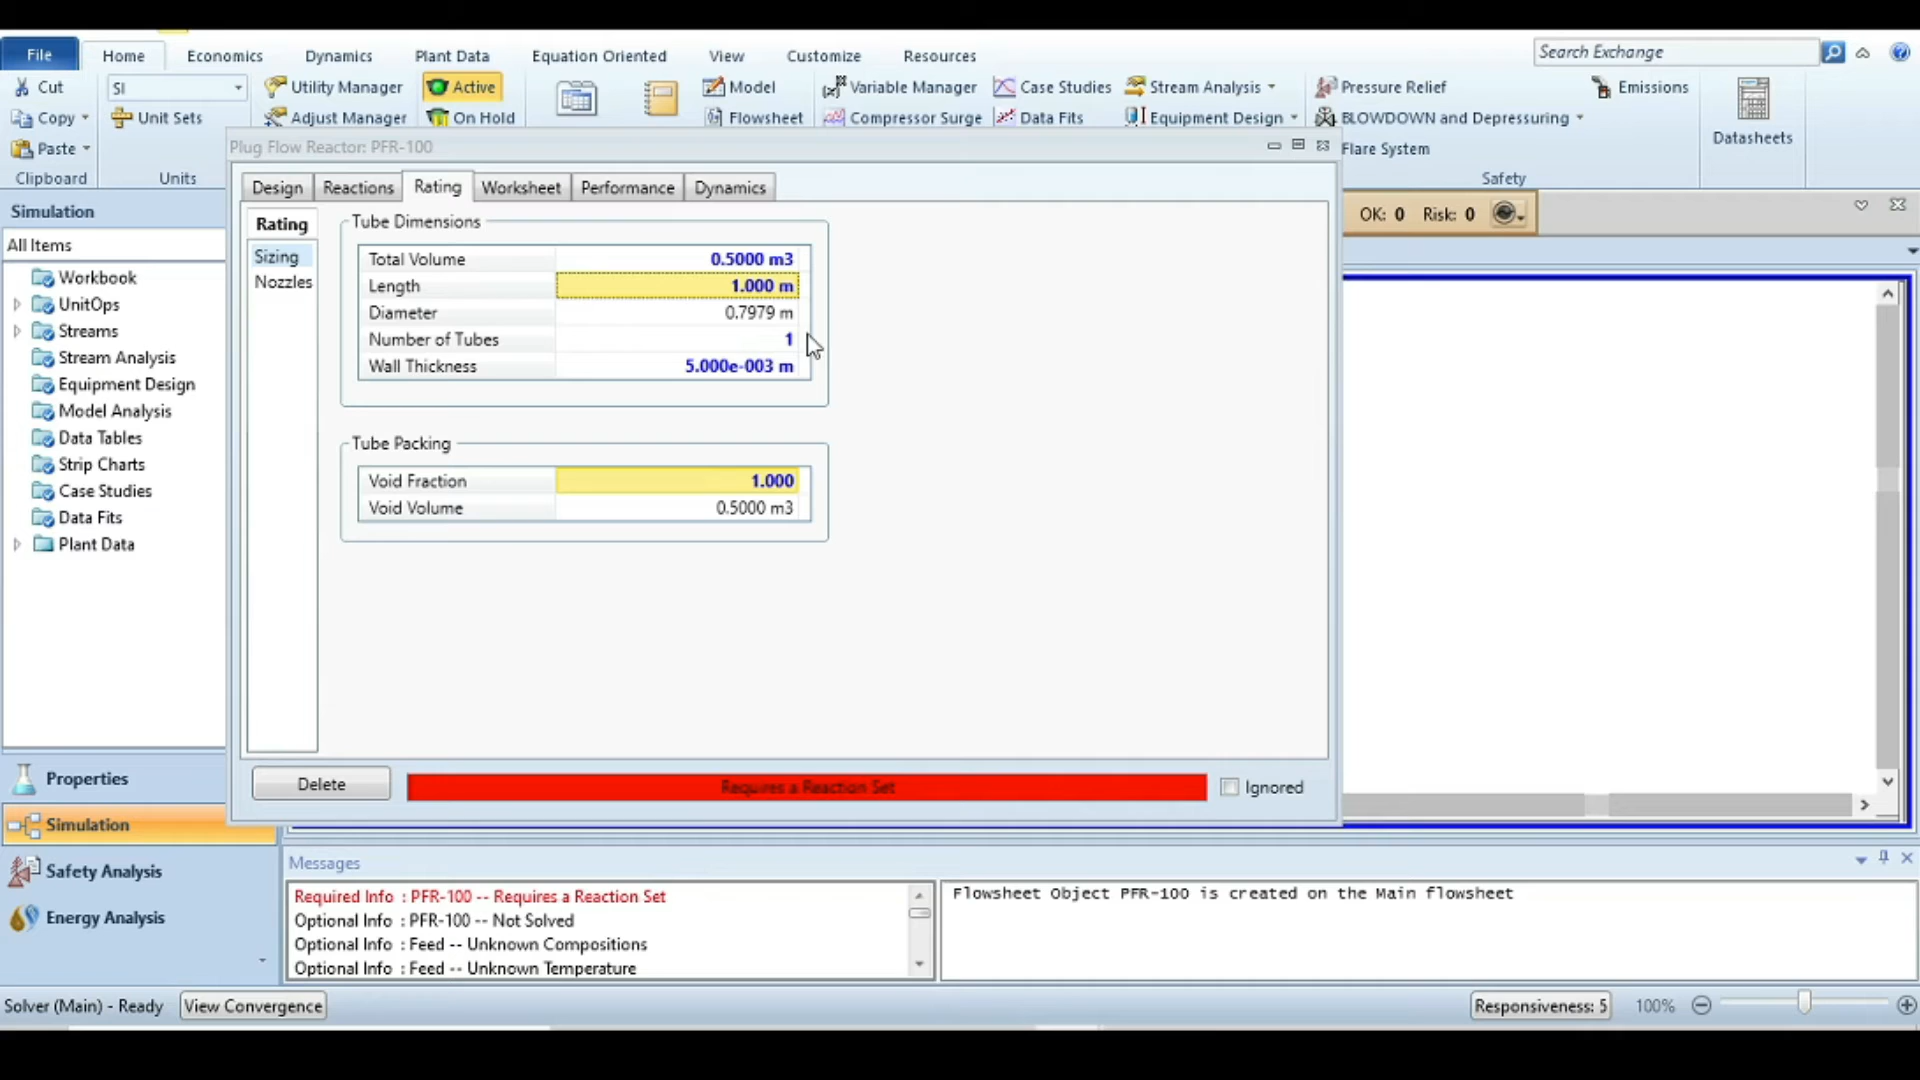 File Home Economics Dynamics Plant Data Equation Oriented View Customize Resources Search Exchange
Cut SI Utility Manager Active Model Variable Manager Case Studies Stream Analysis Pressure Relief Emissions
Copy Unit Sets Adjust Manager On Hold Flowsheet Compressor Surge Data Fits Equipment Design BLOWDOWN and Depressuring Datasheets
Paste Flare System
Clipboard Units Safety
Plug Flow Reactor: PFR-100
Design Reactions Rating Worksheet Performance Dynamics
OK: 0 Risk: 0
Simulation
All Items
Workbook
UnitOps
Streams
Stream Analysis
Equipment Design
Model Analysis
Data Tables
Strip Charts
Case Studies
Data Fits
Plant Data
Properties
Simulation
Safety Analysis
Energy Analysis
Rating
Sizing
Nozzles
Tube Dimensions
Total Volume 0.5000 m3
Length 1.000 m
Diameter 0.7979 m
Number of Tubes 1
Wall Thickness 5.000e-003 m
Tube Packing
Void Fraction 1.000
Void Volume 0.5000 m3
Delete Requires a Reaction Set Ignored
Messages
Required Info : PFR-100 -- Requires a Reaction Set
Optional Info : PFR-100 -- Not Solved
Optional Info : Feed -- Unknown Compositions
Optional Info : Feed -- Unknown Temperature
Flowsheet Object PFR-100 is created on the Main flowsheet
Solver (Main) - Ready View Convergence Responsiveness: 5 100%